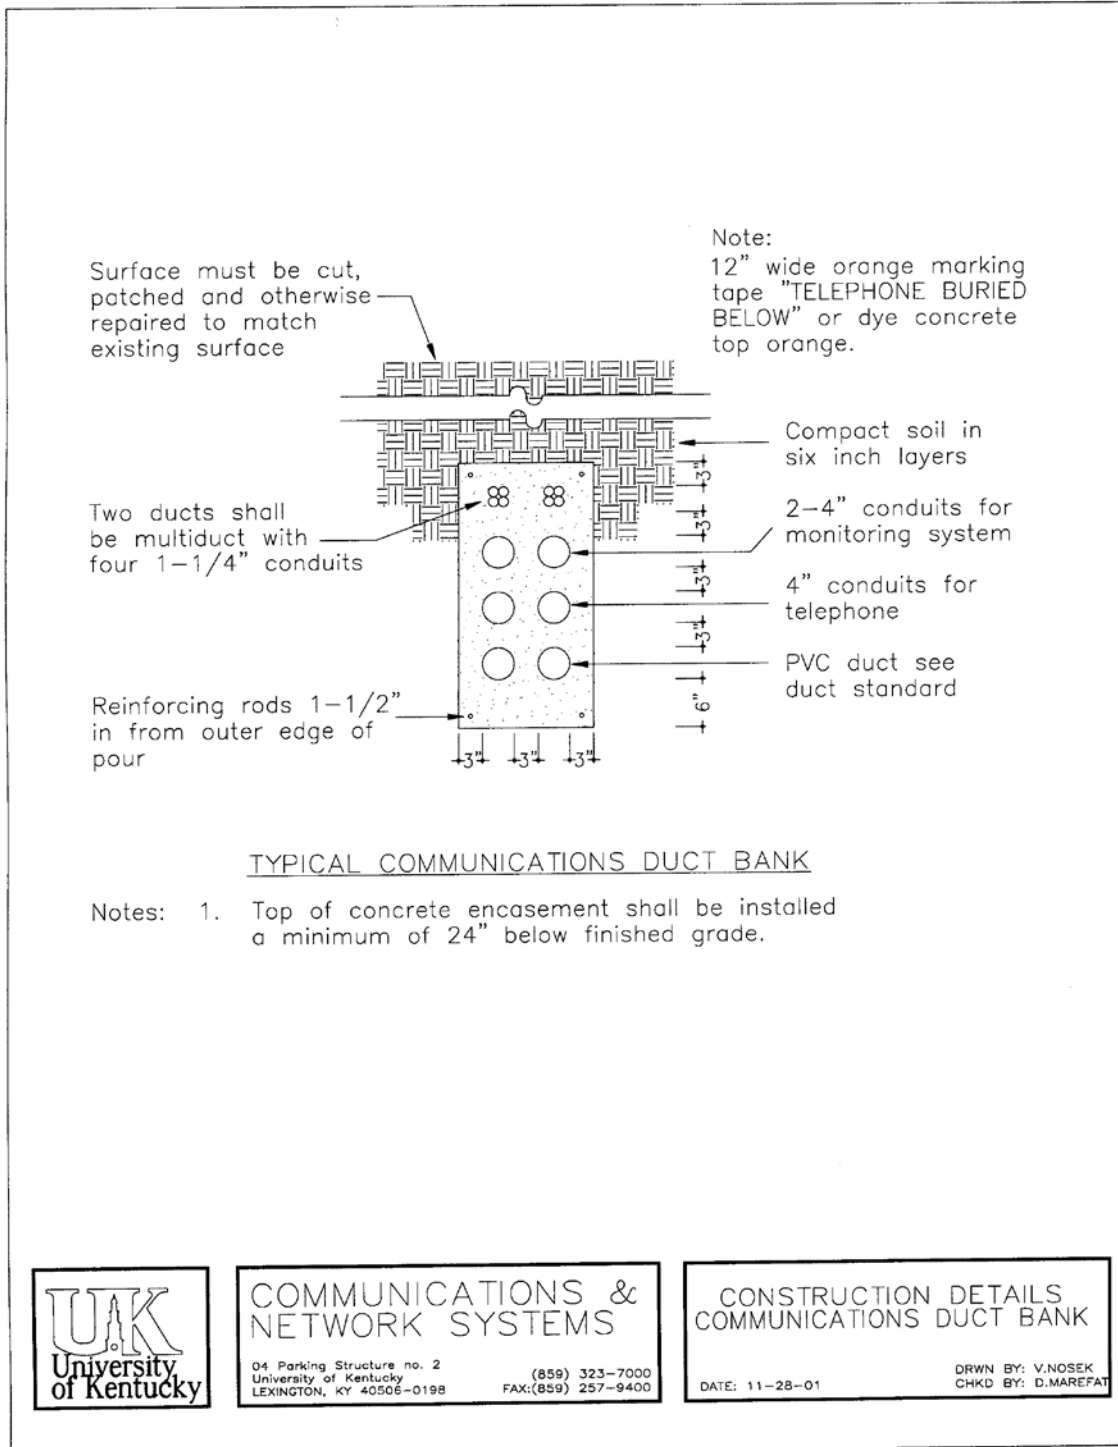 Note:
12" wide orange marking
tape "TELEPHONE BURIED
BELOW" or dye concrete
top orange.
Surface must be cut,
patched and otherwise
repaired to match
existing surface
Compact soil in
six inch layers
3"
2-4" conduits for
monitoring system
3"
Two ducts shall
be multiduct with
four 1-1/4" conduits
3"
4" conduits for
telephone
3"
PVC duct see
duct standard
6"
Reinforcing rods 1-1/2"
in from outer edge of
pour
3" 3" 3"
TYPICAL COMMUNICATIONS DUCT BANK
Notes: 1. Top of concrete encasement shall be installed
a minimum of 24" below finished grade.
UK
University
of Kentucky
COMMUNICATIONS &
NETWORK SYSTEMS
04 Parking Structure no. 2
University of Kentucky
LEXINGTON, KY 40506-0198
(859) 323-7000
FAX:(859) 257-9400
CONSTRUCTION DETAILS
COMMUNICATIONS DUCT BANK
DATE: 11-28-01
DRWN BY: V.NOSEK
CHKD BY: D.MAREFAT